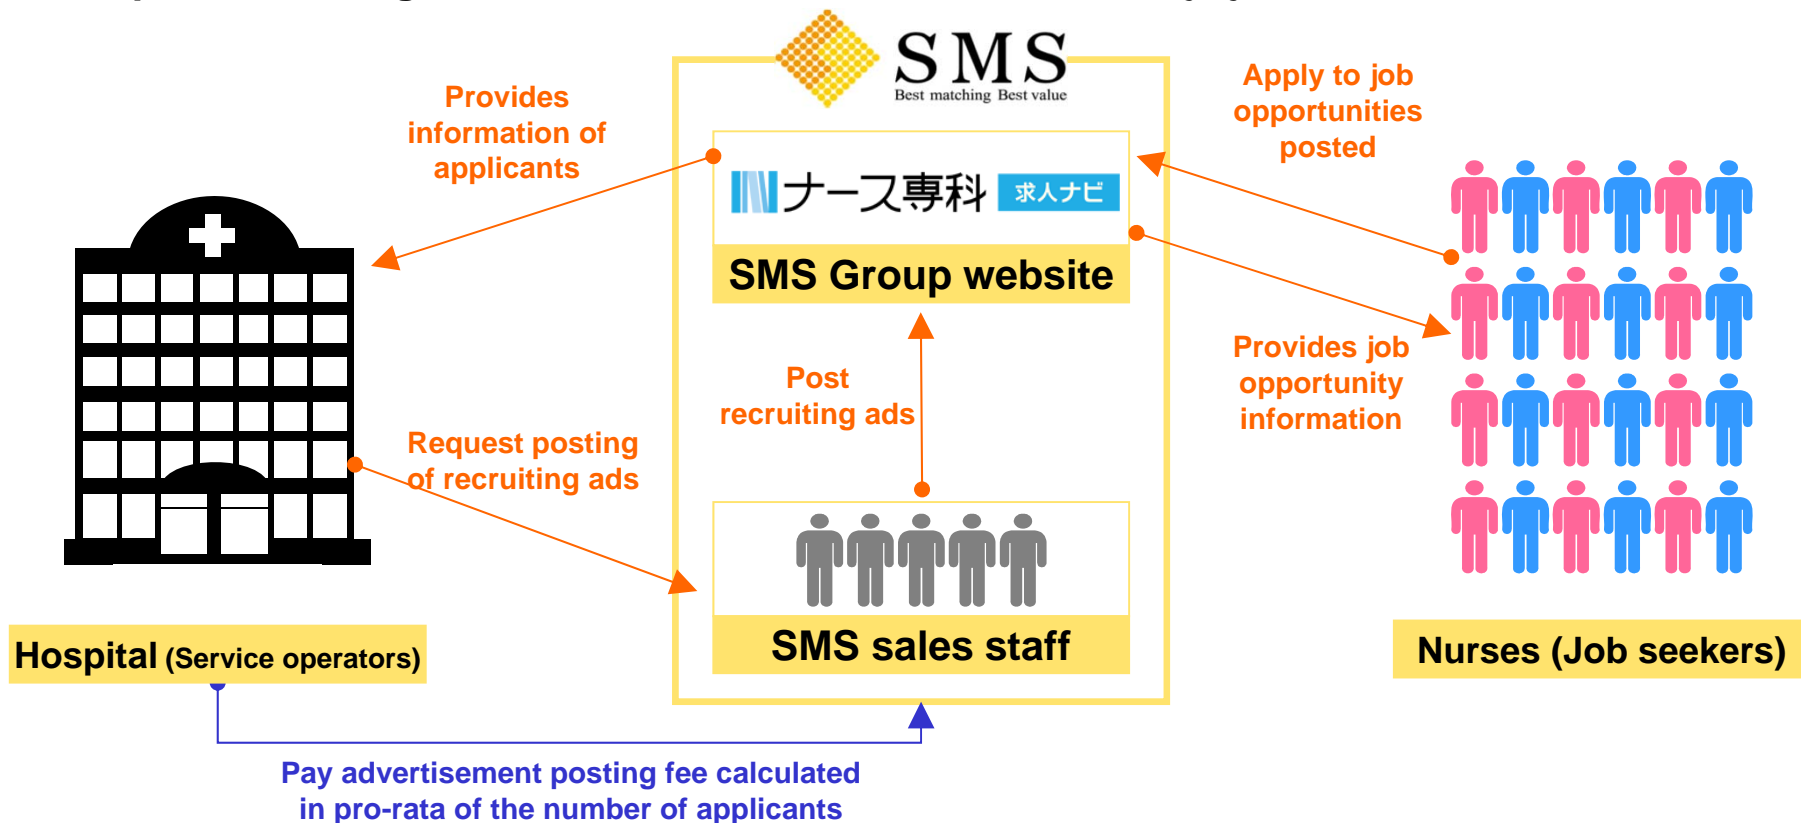 SMS
Best matching Best value
Provides
information of
applicants
Apply to job
opportunities
posted
ナース専科 求人ナビ
SMS Group website
Post
recruiting ads
Provides job
opportunity
information
Request posting
of recruiting ads
SMS sales staff
Hospital (Service operators)
Nurses (Job seekers)
Pay advertisement posting fee calculated
in pro-rata of the number of applicants